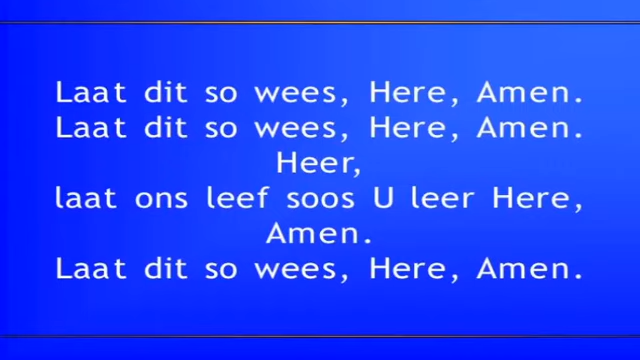 Laat dit so wees, Here, Amen.
Laat dit so wees, Here, Amen.
Heer,
laat ons leef soos U leer Here,
Amen.
Laat dit so wees, Here, Amen.